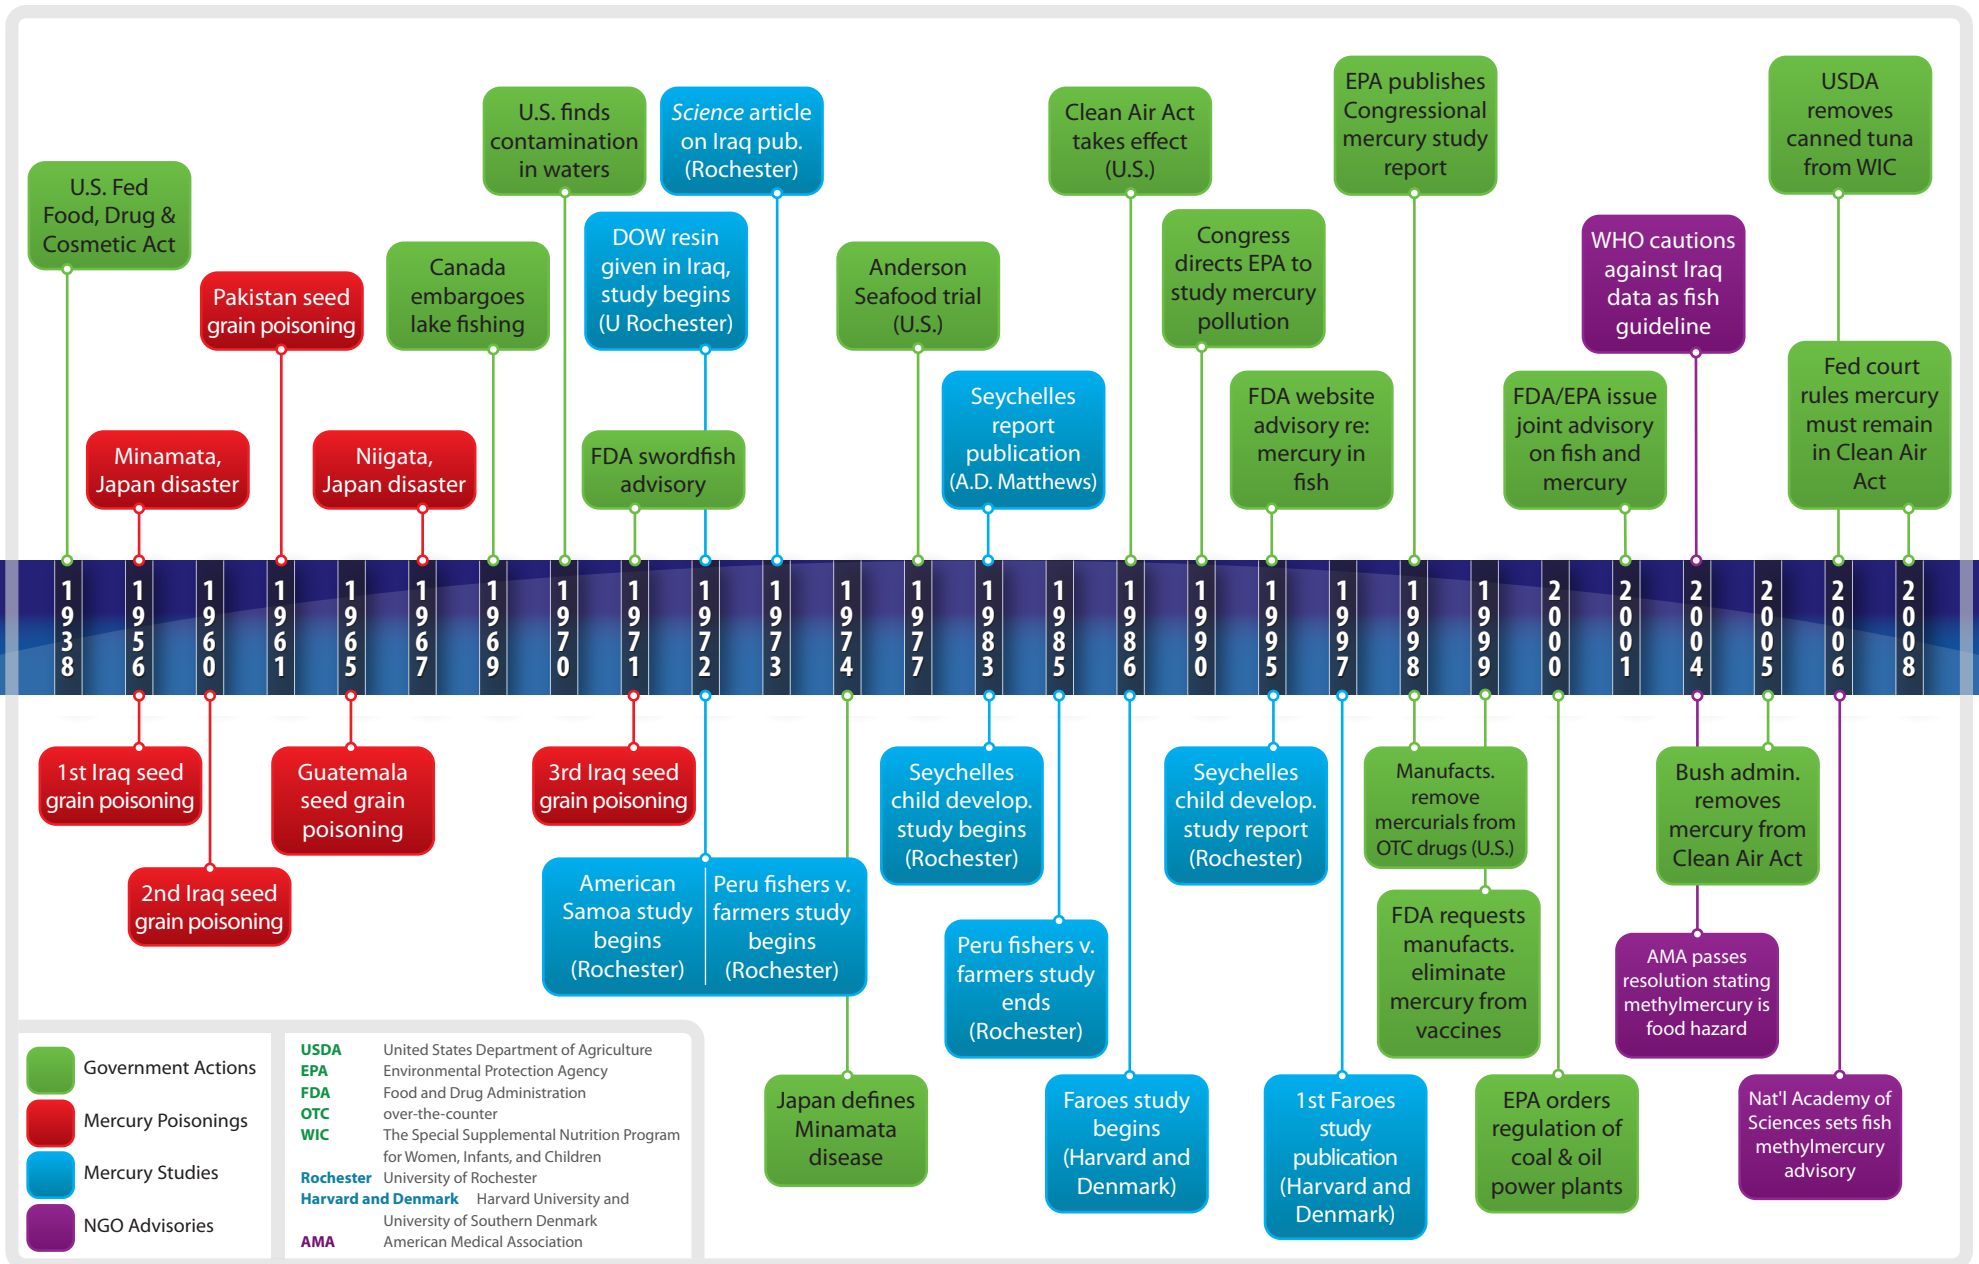 U.S. Fed
Food, Drug &
Cosmetic Act
Pakistan seed
grain poisoning
Minamata,
Japan disaster
Niigata,
Japan disaster
Canada
embargoes
lake fishing
U.S. finds
contamination
in waters
Science article
on Iraq pub.
(Rochester)
DOW resin
given in Iraq,
study begins
(U Rochester)
FDA swordfish
advisory
Anderson
Seafood trial
(U.S.)
Seychelles
report
publication
(A.D. Matthews)
Clean Air Act
takes effect
(U.S.)
Congress
directs EPA to
study mercury
pollution
FDA website
advisory re:
mercury in
fish
EPA publishes
Congressional
mercury study
report
FDA/EPA issue
joint advisory
on fish and
mercury
WHO cautions
against Iraq
data as fish
guideline
USDA
removes
canned tuna
from WIC
Fed court
rules mercury
must remain
in Clean Air
Act
1938
1956
1960
1961
1965
1967
1969
1970
1971
1972
1973
1974
1977
1983
1985
1986
1990
1995
1997
1998
1999
2000
2001
2004
2005
2006
2008
1st Iraq seed
grain poisoning
2nd Iraq seed
grain poisoning
Guatemala
seed grain
poisoning
3rd Iraq seed
grain poisoning
American
Samoa study
begins
(Rochester)
Peru fishers v.
farmers study
begins
(Rochester)
Japan defines
Minamata
disease
Seychelles
child develop.
study begins
(Rochester)
Peru fishers v.
farmers study
ends
(Rochester)
Faroes study
begins
(Harvard and
Denmark)
Seychelles
child develop.
study report
(Rochester)
1st Faroes
study
publication
(Harvard and
Denmark)
Manufacts.
remove
mercurials from
OTC drugs (U.S.)
FDA requests
manufacts.
eliminate
mercury from
vaccines
EPA orders
regulation of
coal & oil
power plants
Bush admin.
removes
mercury from
Clean Air Act
AMA passes
resolution stating
methylmercury is
food hazard
Nat'l Academy of
Sciences sets fish
methylmercury
advisory
Government Actions
Mercury Poisonings
Mercury Studies
NGO Advisories
USDA United States Department of Agriculture
EPA Environmental Protection Agency
FDA Food and Drug Administration
OTC over-the-counter
WIC The Special Supplemental Nutrition Program
for Women, Infants, and Children
Rochester University of Rochester
Harvard and Denmark Harvard University and
University of Southern Denmark
AMA American Medical Association